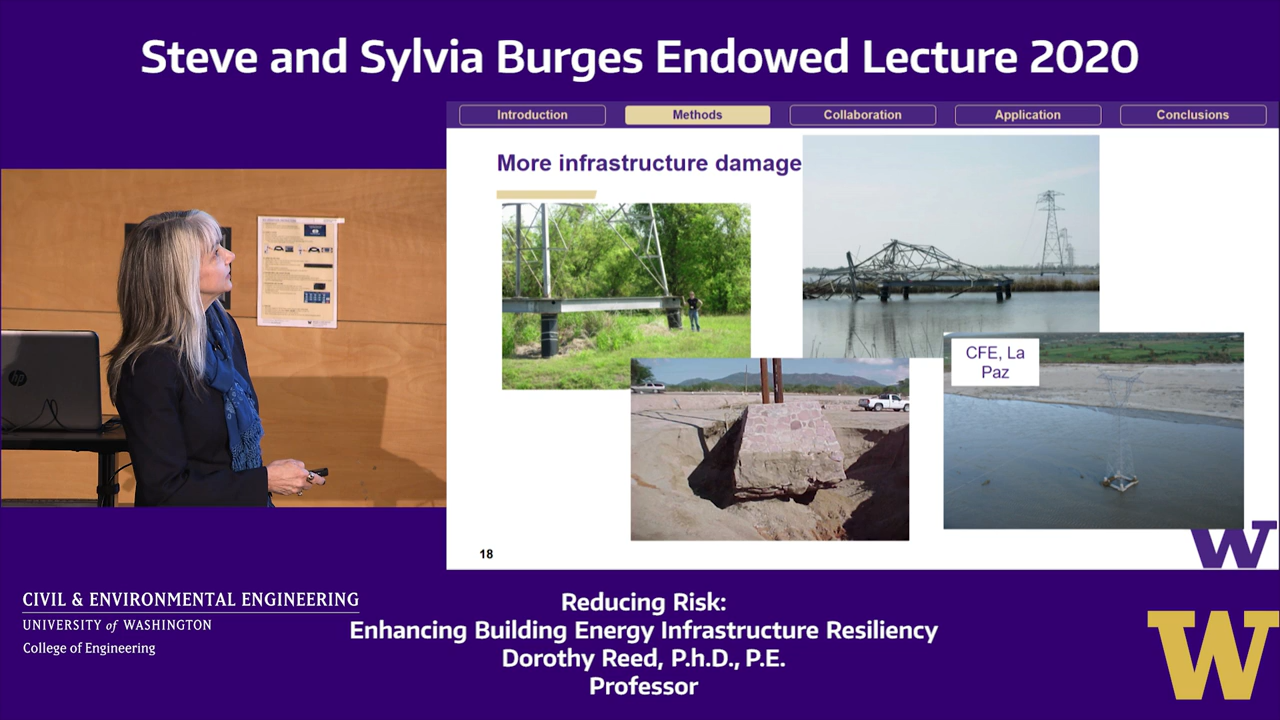 Steve and Sylvia Burges Endowed Lecture 2020
Introduction
Methods
Collaboration
Application
Conclusions
More infrastructure damage
CFE, La
Paz
18
W
hp
CIVIL & ENVIRONMENTAL ENGINEERING
UNIVERSITY of WASHINGTON
College of Engineering
Reducing Risk:
Enhancing Building Energy Infrastructure Resiliency
Dorothy Reed, P.h.D., P.E.
Professor
W